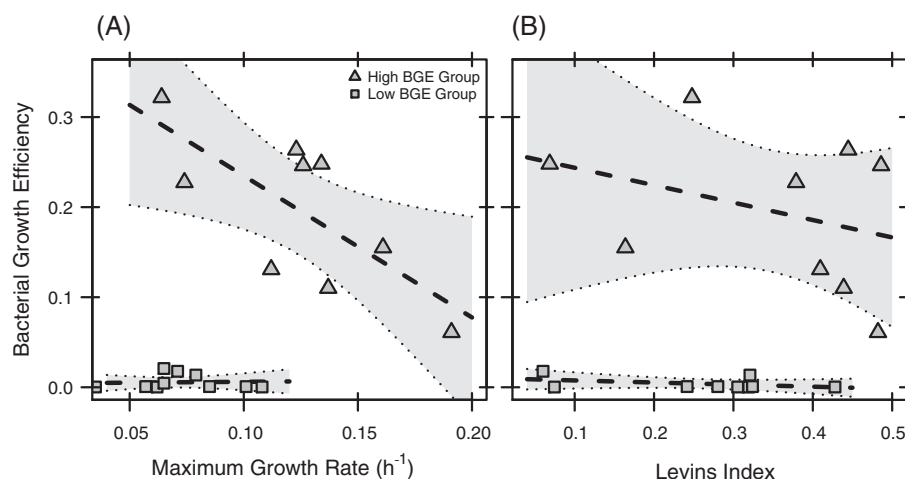 (A)
(B)
Bacterial Growth Efficiency
0.3
0.2
0.1
0.0
High BGE Group
Low BGE Group
0.05
0.10
0.15
0.20
Maximum Growth Rate (h⁻¹)
0.1
0.2
0.3
0.4
0.5
Levins Index